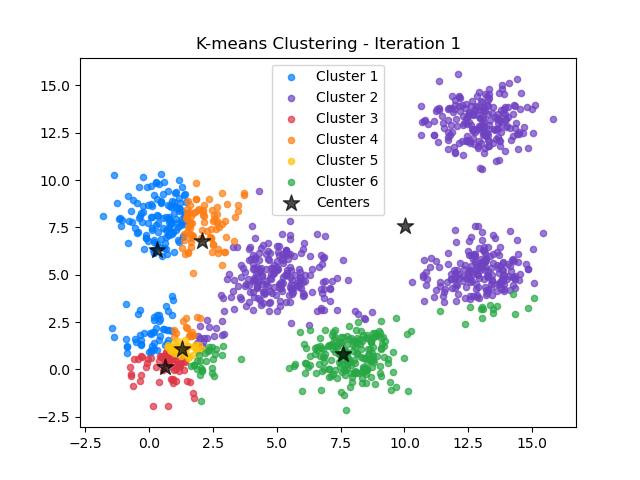 K-means Clustering - Iteration 1
Cluster 1
Cluster 2
Cluster 3
Cluster 4
Cluster 5
Cluster 6
Centers
15.0
12.5
10.0
7.5
5.0
2.5
0.0
−2.5
−2.5 0.0 2.5 5.0 7.5 10.0 12.5 15.0